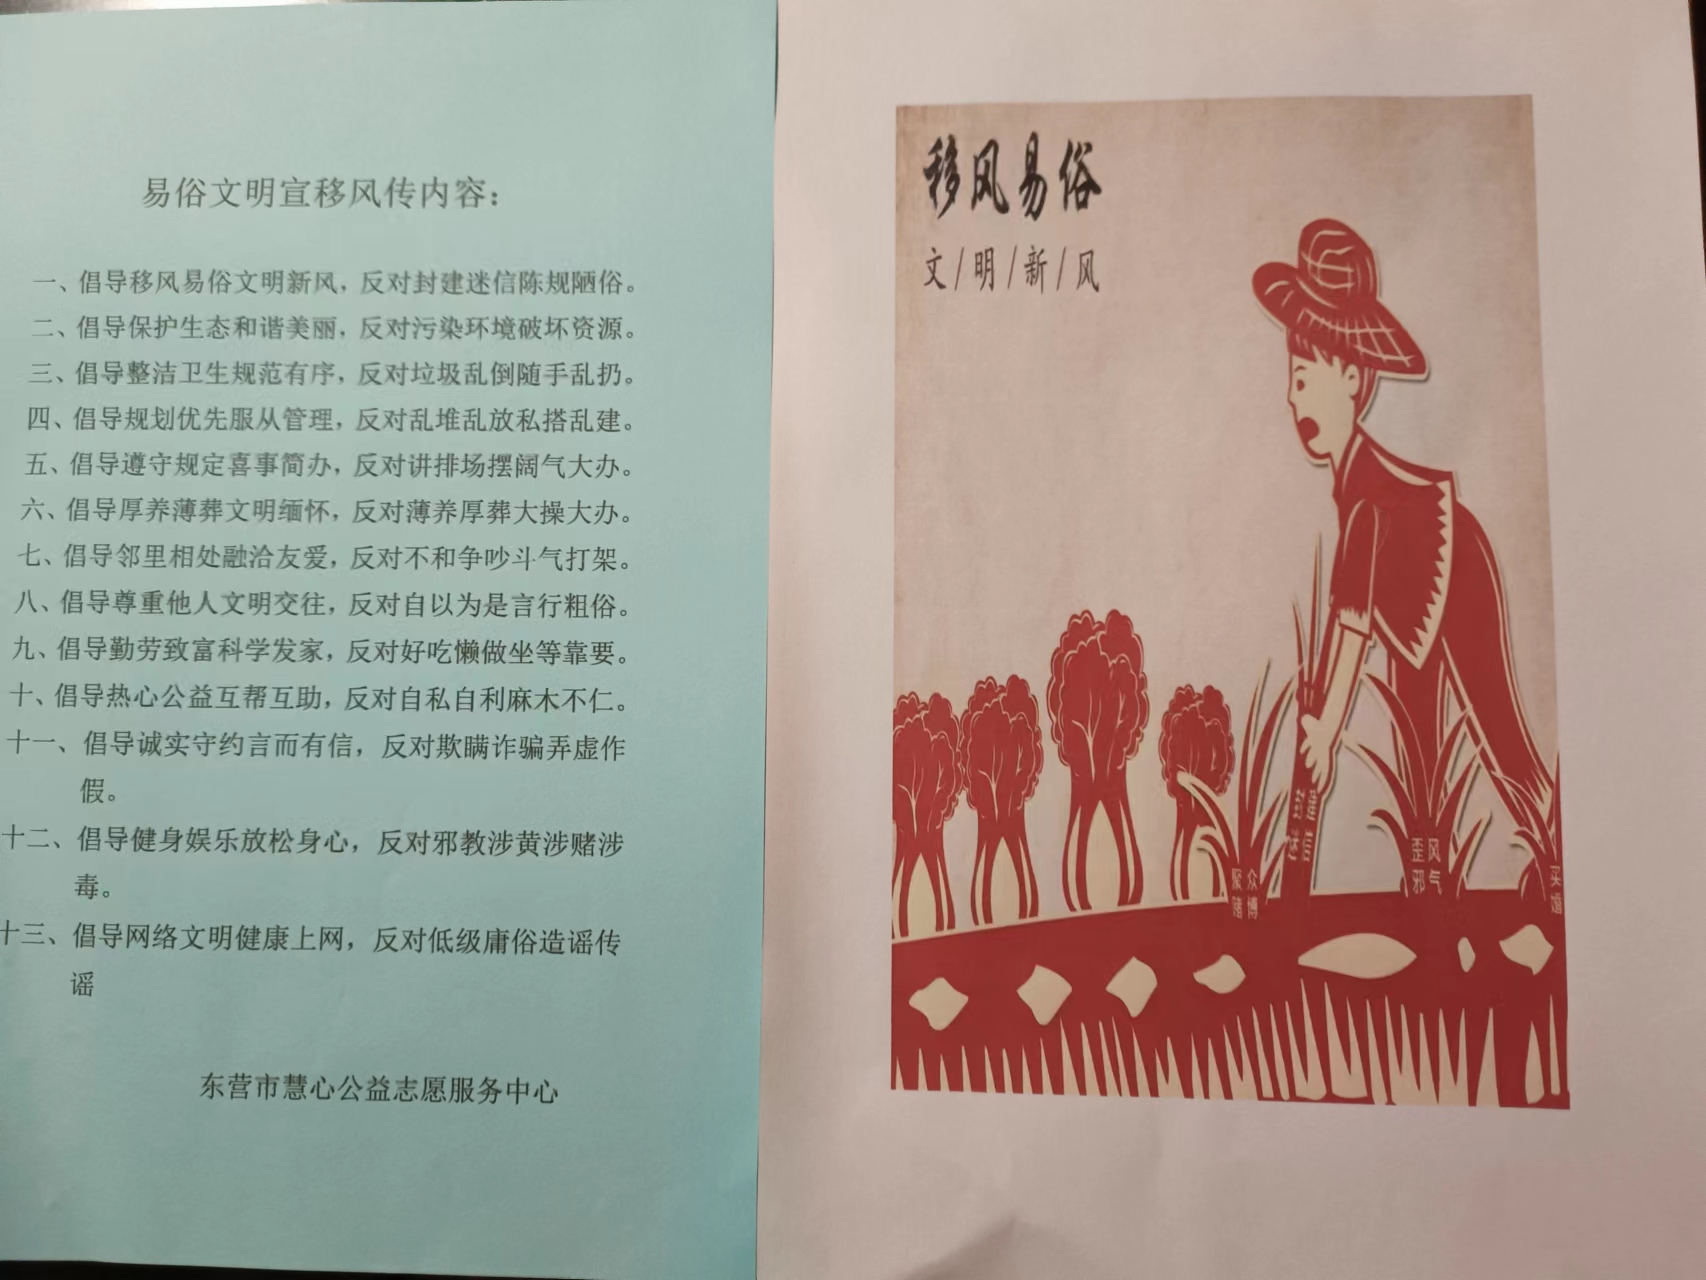 易俗文明宣移风传内容：
一、倡导移风易俗文明新风，反对封建迷信陈规陋俗。
二、倡导保护生态和谐美丽，反对污染环境破坏资源。
三、倡导整洁卫生规范有序，反对垃圾乱倒随手乱扔。
四、倡导规划优先服从管理，反对乱堆乱放私搭乱建。
五、倡导遵守规定喜事简办，反对讲排场摆阔气大办。
六、倡导厚养薄葬文明缅怀，反对薄养厚葬大操大办。
七、倡导邻里相处融洽友爱，反对不和争吵斗气打架。
八、倡导尊重他人文明交往，反对自以为是言行粗俗。
九、倡导勤劳致富科学发家，反对好吃懒做坐等靠要。
十、倡导热心公益互帮互助，反对自私自利麻木不仁。
十一、倡导诚实守约言而有信，反对欺瞒诈骗弄虚作
假。
十二、倡导健身娱乐放松身心，反对邪教涉黄涉赌涉
毒。
十三、倡导网络文明健康上网，反对低级庸俗造谣传
谣
东营市慧心公益志愿服务中心
移风易俗
文/明/新/风
聚众
赌博
歪风
邪气
买